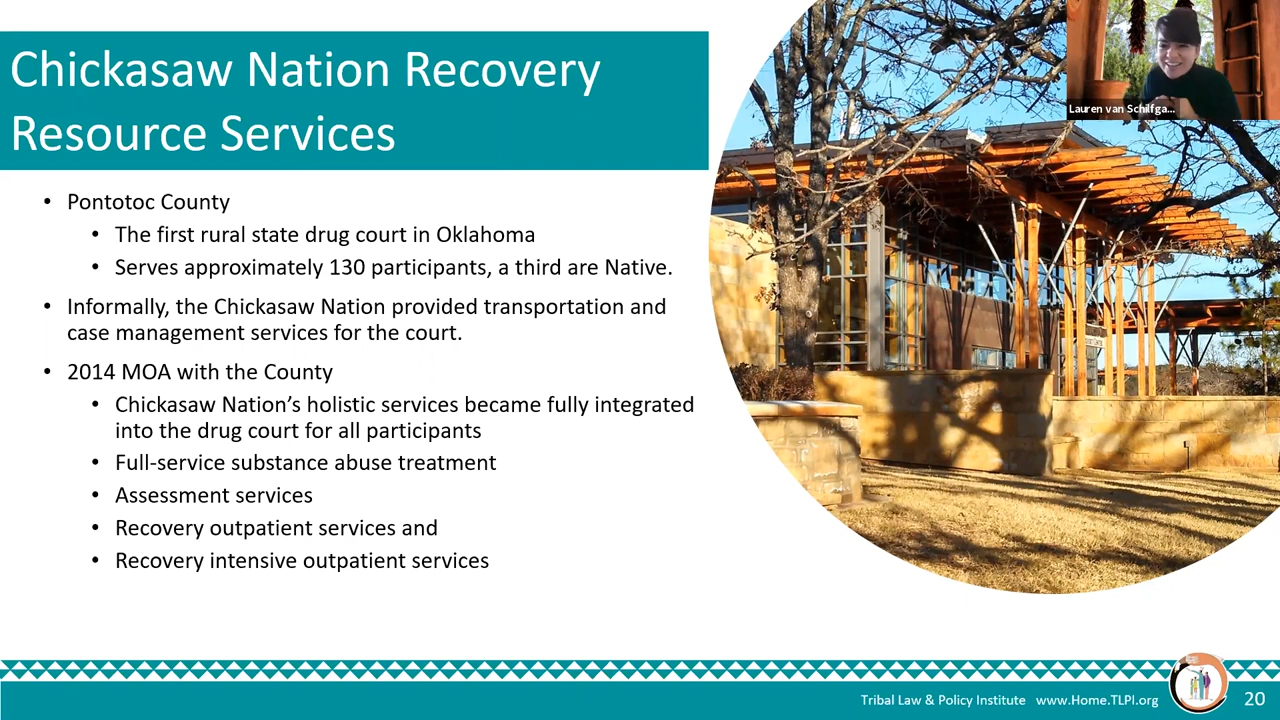 Chickasaw Nation Recovery
Resource Services
Lauren van Schilfga...
• Pontotoc County
• The first rural state drug court in Oklahoma
• Serves approximately 130 participants, a third are Native.
• Informally, the Chickasaw Nation provided transportation and
case management services for the court.
• 2014 MOA with the County
• Chickasaw Nation’s holistic services became fully integrated
into the drug court for all participants
• Full-service substance abuse treatment
• Assessment services
• Recovery outpatient services and
• Recovery intensive outpatient services
Tribal Law & Policy Institute www.Home.TLPI.org
20